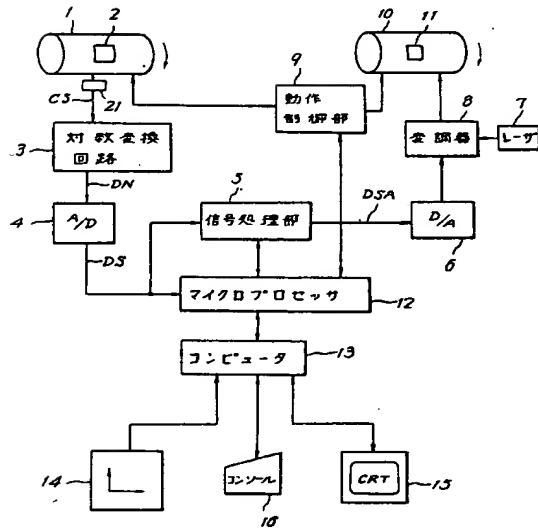 1
2
10
11
9
動作
制御部
CS
21
8
7
変調器
レーザ
3
対数変換
回路
DN
5
信号処理部
DSA
4
A/D
D/A
6
DS
マイクロプロセッサ
12
コンピュータ
13
14
コンソール
16
CRT
15